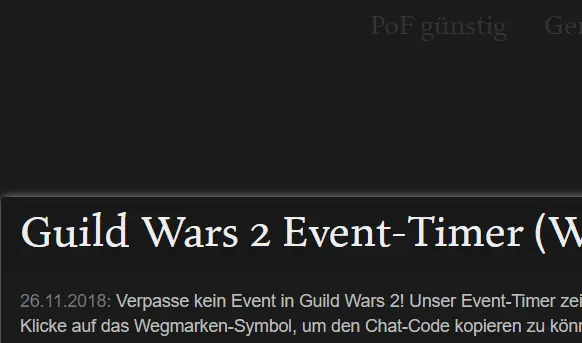 PoF günstig
Guild Wars 2 Event-Timer (W
26.11.2018: Verpasse kein Event in Guild Wars 2! Unser Event-Timer zei
Klicke auf das Wegmarken-Symbol, um den Chat-Code kopieren zu könn